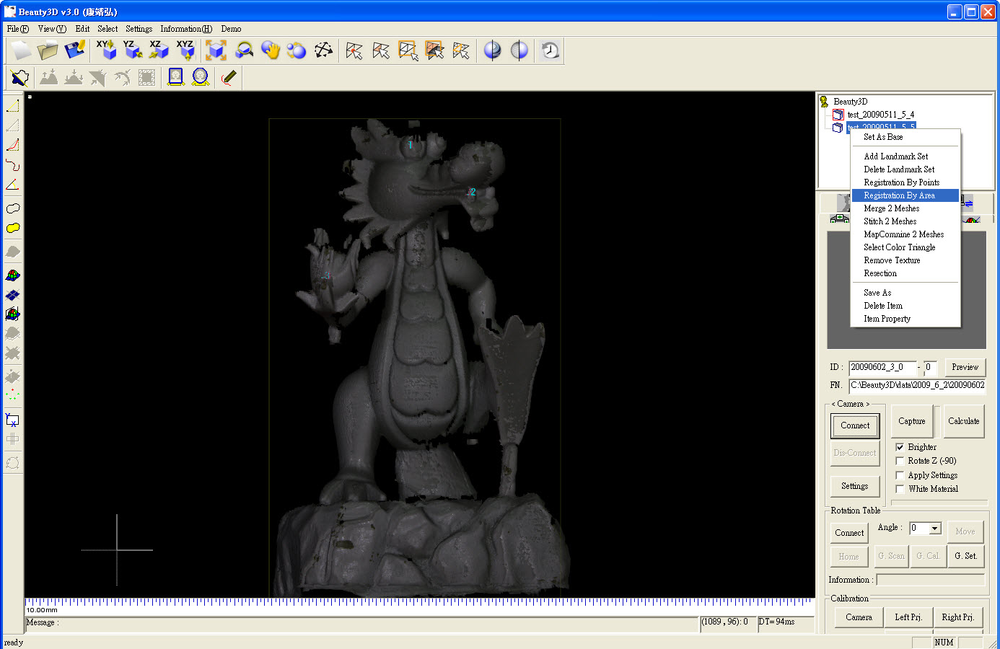 Beauty3D v3.0 (康靖弘)
File(F) View(V) Edit Select Settings Information(H) Demo
XY YZ XZ XYZ
Beauty3D
test_20090511_5_4
test_20090511_5_5
Set As Base
Add Landmark Set
Delete Landmark Set
Registration By Points
Registration By Area
Merge 2 Meshes
Stitch 2 Meshes
MapComnine 2 Meshes
Select Color Triangle
Remove Texture
Resection
Save As
Delete Item
Item Property
1
2
ID : 20090602_3_0 - 0 Preview
FN. C:\Beauty3D\data\2009_6_2\20090602
< Camera >
Connect Capture Calculate
Dis-Connect
Brighter
Rotate Z (-90)
Apply Settings
Settings
White Material
Rotation Table
Connect Angle : 0 Move
Home G. Scan G. Cal. G. Set.
Information :
Calibration
Camera Left Prj. Right Prj.
Y
X
10.00mm
Message : (1089 , 96): 0 DT=94ms
ready NUM